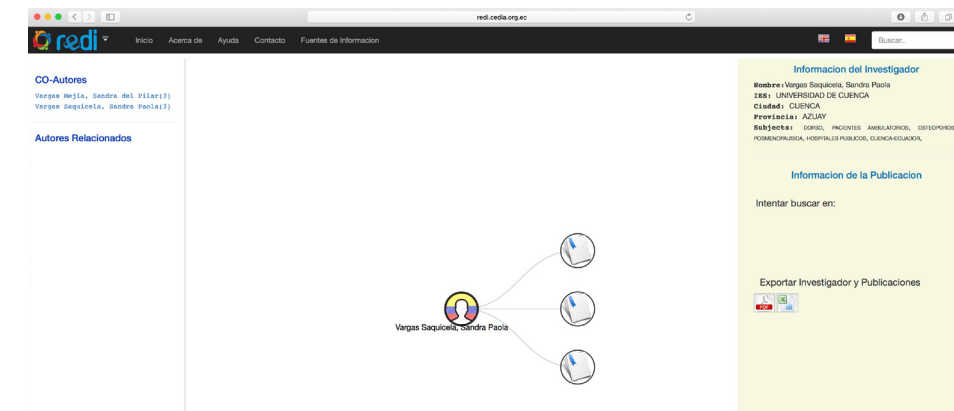 redi.cedia.org.ec
redi
Inicio Acerca de Ayuda Contacto Fuentes de Informacion
Buscar..
CO-Autores
Vargas Mejía, Sandra del Pilar(3)
Vargas Saquicela, Sandra Paola(3)
Autores Relacionados
Vargas Saquicela, Sandra Paola
Informacion del Investigador
Nombre: Vargas Saquicela, Sandra Paola
IES: UNIVERSIDAD DE CUENCA
Ciudad: CUENCA
Provincia: AZUAY
Subjects: DORSO, PACIENTES AMBULATORIOS, OSTEOPOROS
POSMENOPAUSICA, HOSPITALES PUBLICOS, CUENCA-ECUADOR,
Informacion de la Publicacion
Intentar buscar en:
Exportar Investigador y Publicaciones
PDF